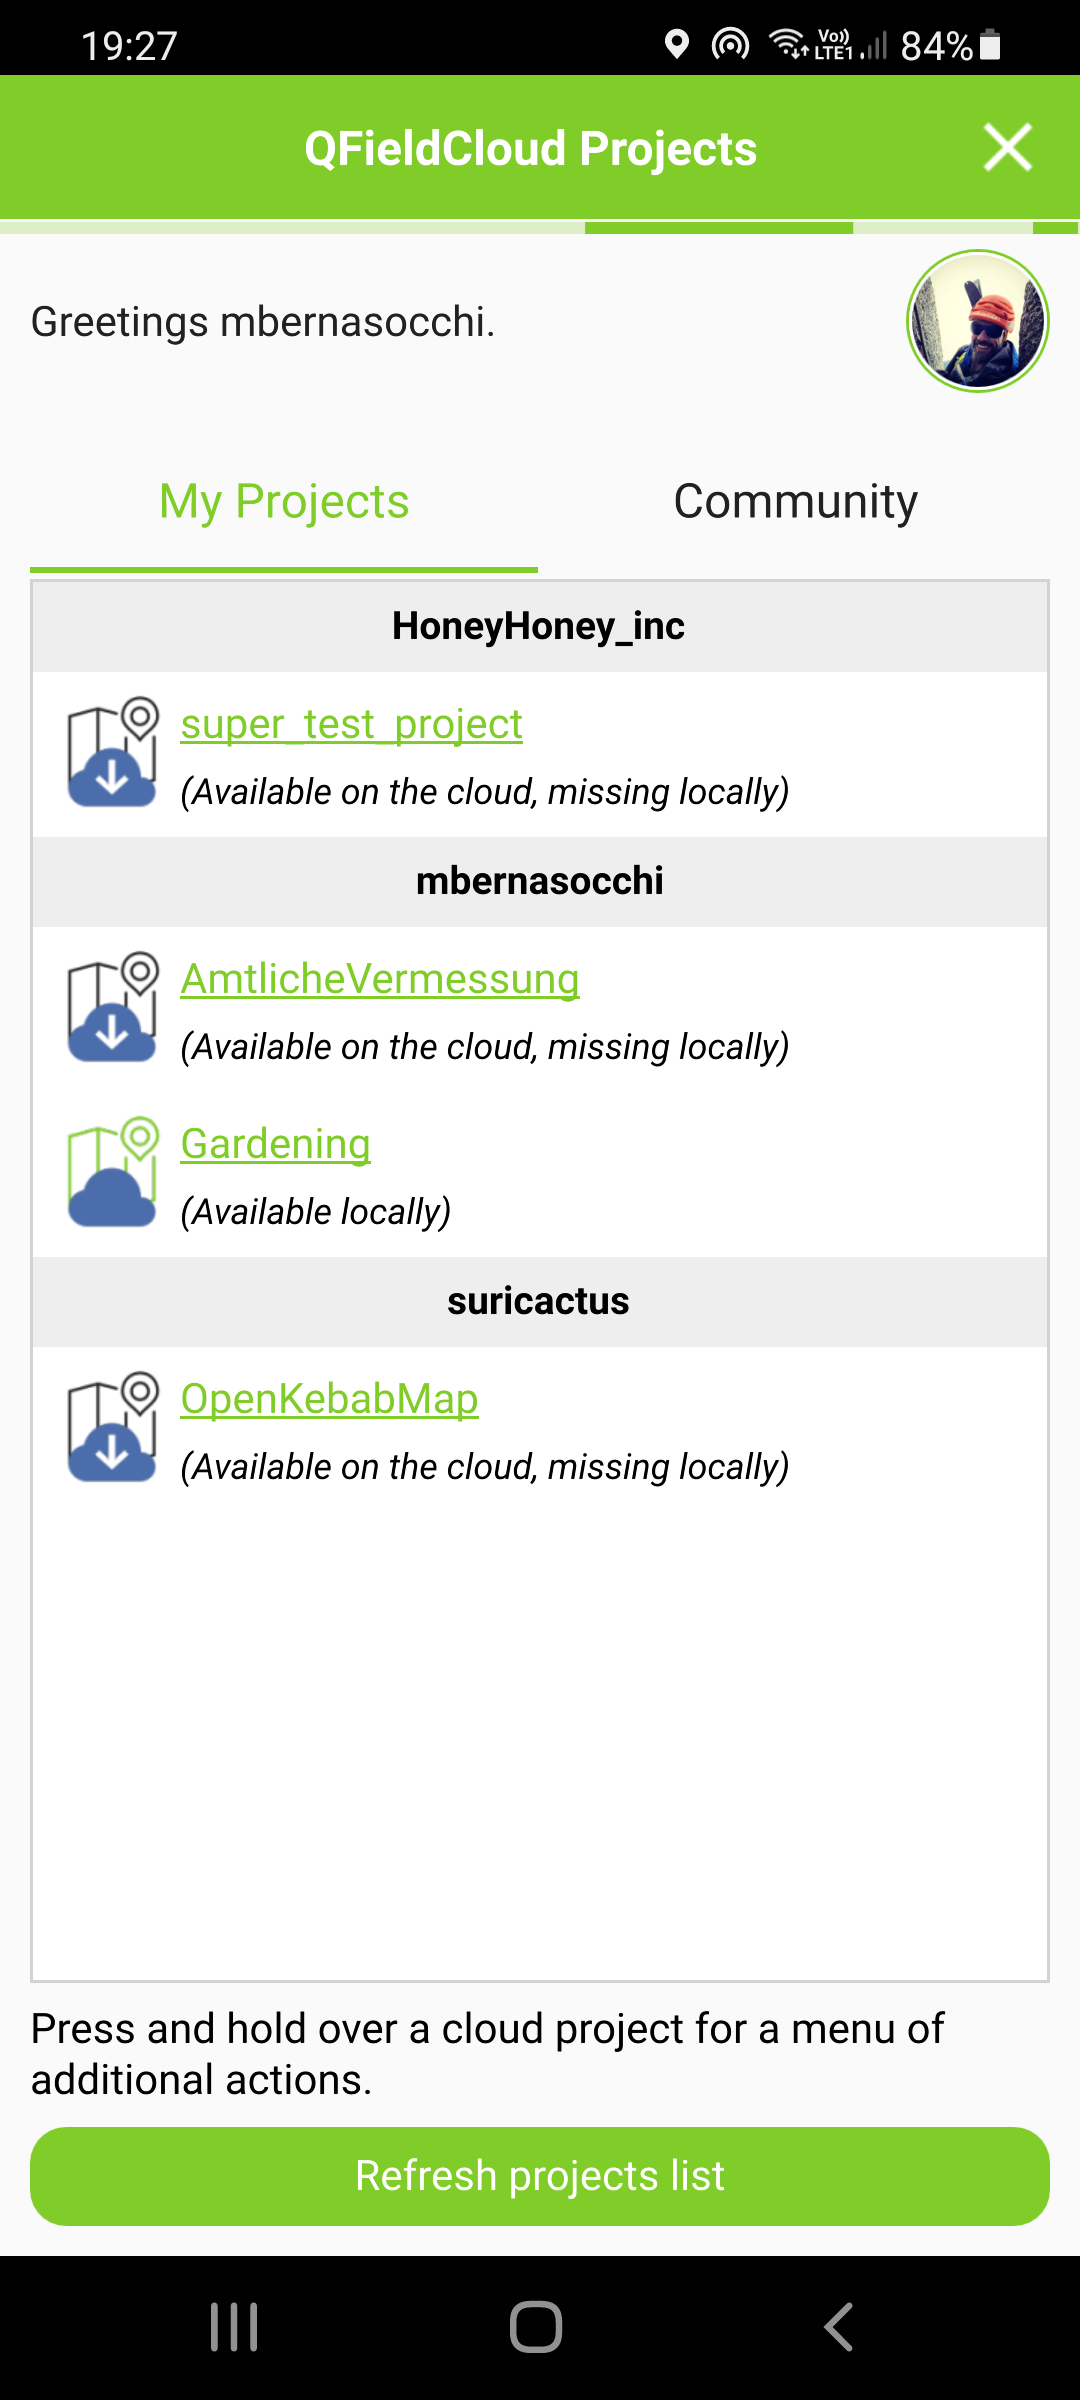 19:27
Vo)) LTE1 84%
QFieldCloud Projects
Greetings mbernasocchi.
My Projects
Community
HoneyHoney_inc
super_test_project
(Available on the cloud, missing locally)
mbernasocchi
AmtlicheVermessung
(Available on the cloud, missing locally)
Gardening
(Available locally)
suricactus
OpenKebabMap
(Available on the cloud, missing locally)
Press and hold over a cloud project for a menu of
additional actions.
Refresh projects list